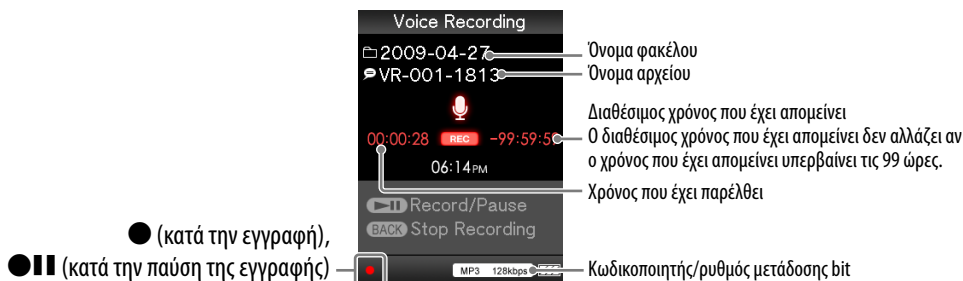 Voice Recording
2009-04-27
VR-001-1813
00:00:28 REC -99:59:5
06:14 PM
Record/Pause
BACK Stop Recording
MP3 128kbps
Όνομα φακέλου
Όνομα αρχείου
Διαθέσιμος χρόνος που έχει απομείνει
Ο διαθέσιμος χρόνος που έχει απομείνει δεν αλλάζει αν
ο χρόνος που έχει απομείνει υπερβαίνει τις 99 ώρες.
Χρόνος που έχει παρέλθει
Κωδικοποιητής/ρυθμός μετάδοσης bit
(κατά την εγγραφή),
(κατά την παύση της εγγραφής)